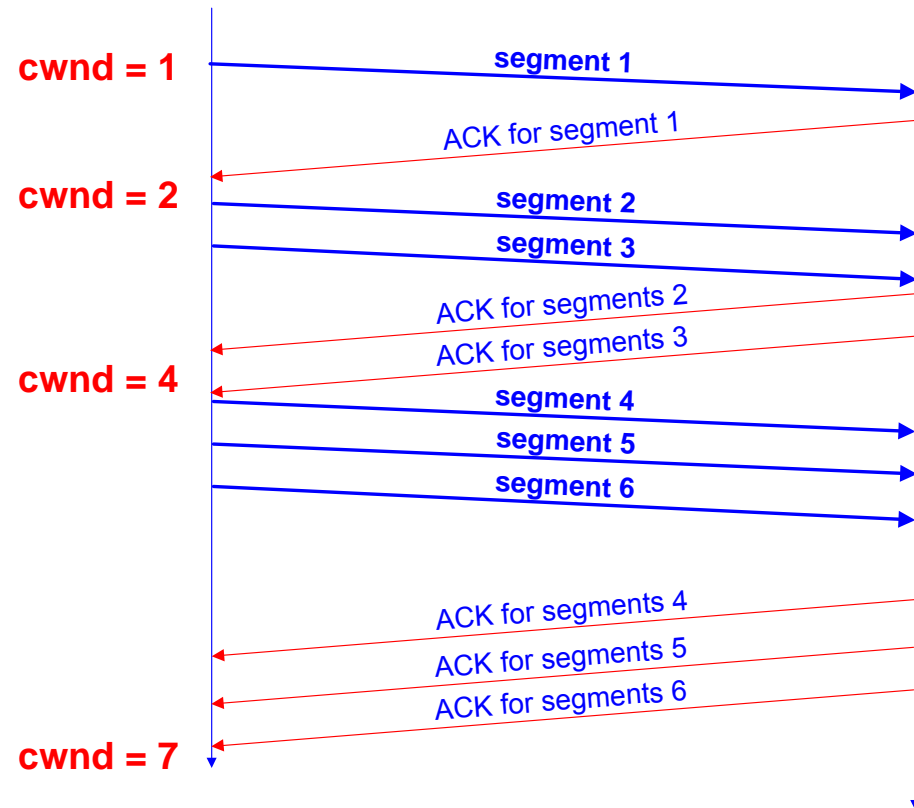 cwnd = 1
segment 1
ACK for segment 1
cwnd = 2
segment 2
segment 3
ACK for segments 2
ACK for segments 3
cwnd = 4
segment 4
segment 5
segment 6
ACK for segments 4
ACK for segments 5
ACK for segments 6
cwnd = 7